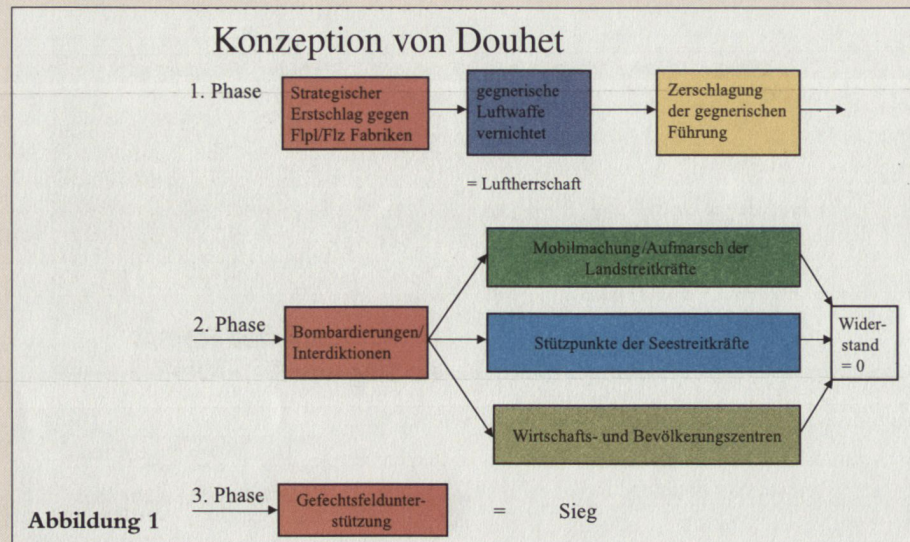 Konzeption von Douhet
1. Phase
Strategischer
Erstschlag gegen
Flpl/Flz Fabriken
gegnerische
Luftwaffe
vernichtet
Zerschlagung
der gegnerischen
Führung
= Luftherrschaft
2. Phase
Bombardierungen/
Interdiktionen
Mobilmachung/Aufmarsch der
Landstreitkräfte
Stützpunkte der Seestreitkräfte
Wirtschafts- und Bevölkerungszentren
Wider-
stand
= 0
3. Phase
Gefechtsfeldunter-
stützung
= Sieg
Abbildung 1